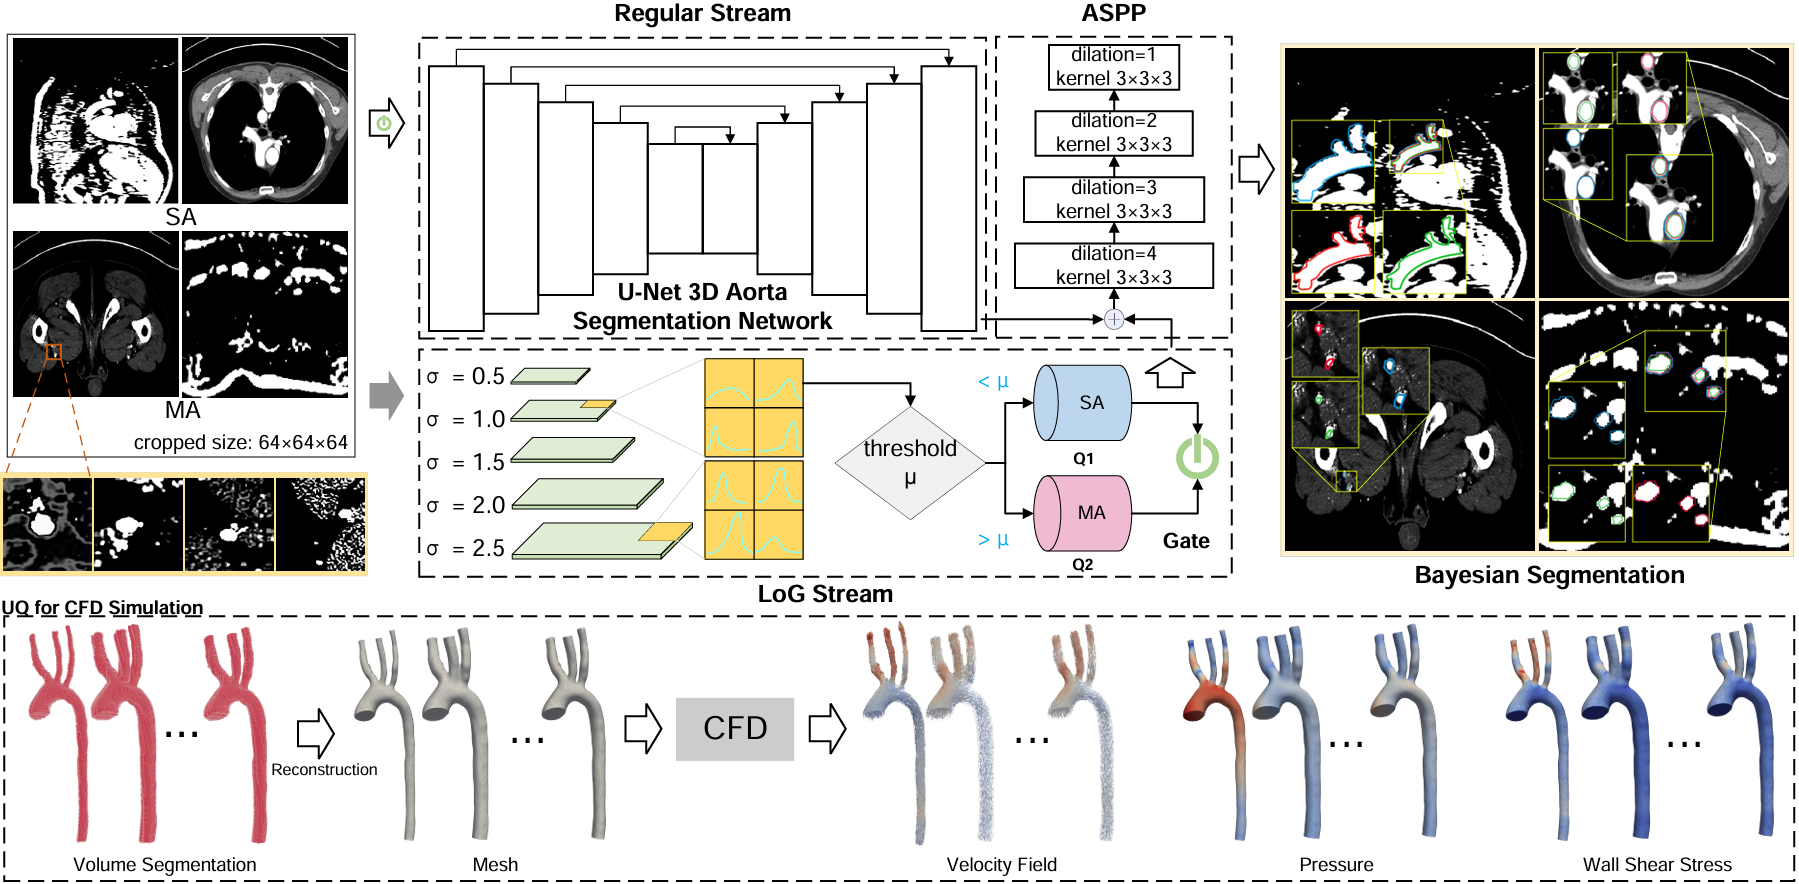 Regular Stream
ASPP
SA
MA
cropped size: 64×64×64
U-Net 3D Aorta
Segmentation Network
dilation=1
kernel 3×3×3
dilation=2
kernel 3×3×3
dilation=3
kernel 3×3×3
dilation=4
kernel 3×3×3
σ = 0.5
σ = 1.0
σ = 1.5
σ = 2.0
σ = 2.5
threshold
μ
< μ
> μ
SA
Q1
MA
Q2
Gate
LoG Stream
Bayesian Segmentation
UQ for CFD Simulation
...
Reconstruction
...
CFD
...
...
...
Volume Segmentation
Mesh
Velocity Field
Pressure
Wall Shear Stress